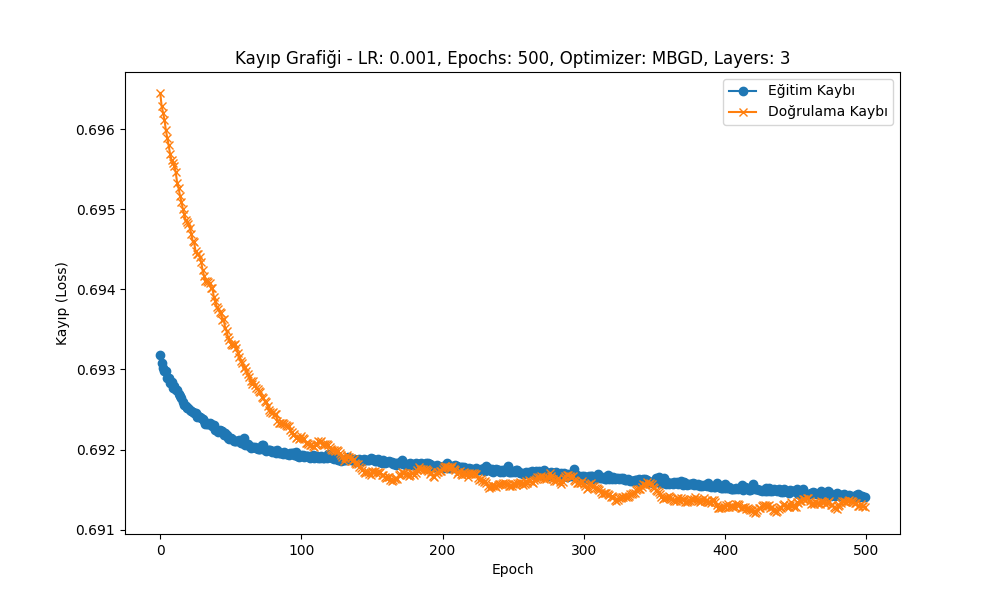 Kayıp Grafiği - LR: 0.001, Epochs: 500, Optimizer: MBGD, Layers: 3
Eğitim Kaybı
Doğrulama Kaybı
Kayıp (Loss)
0.696
0.695
0.694
0.693
0.692
0.691
0
100
200
300
400
500
Epoch